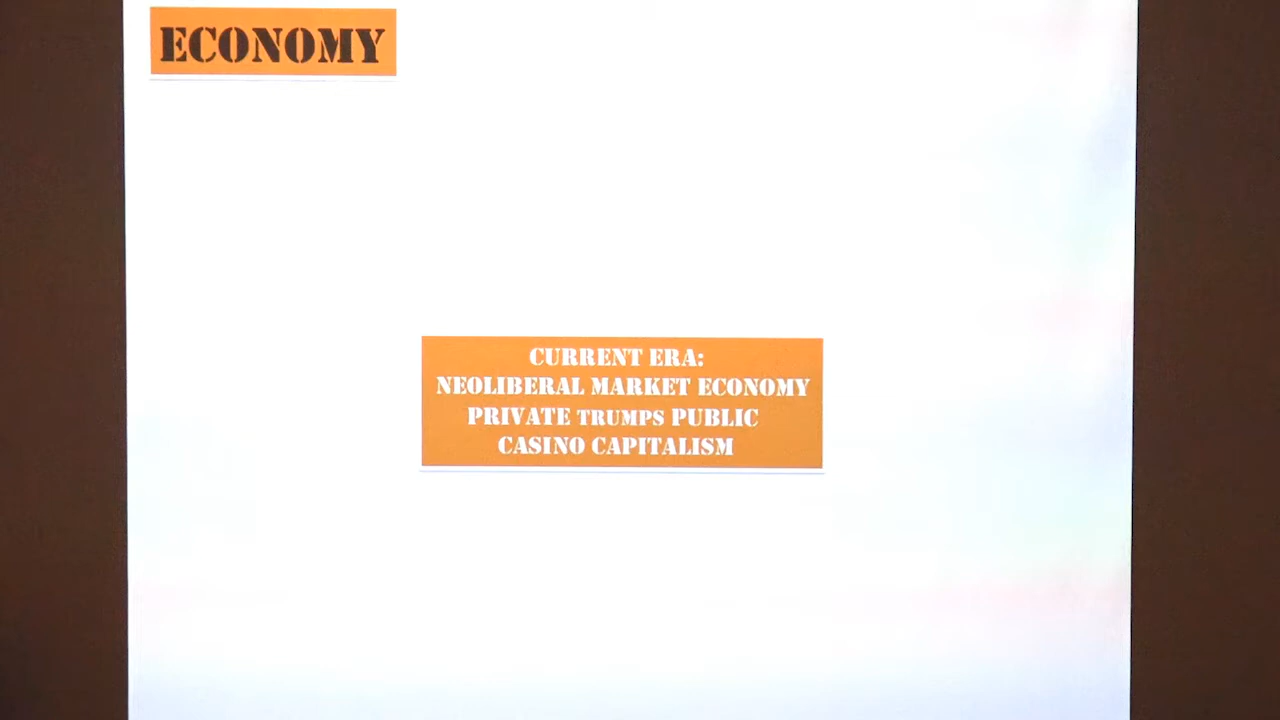 ECONOMY
CURRENT ERA:
NEOLIBERAL MARKET ECONOMY
PRIVATE TRUMPS PUBLIC
CASINO CAPITALISM